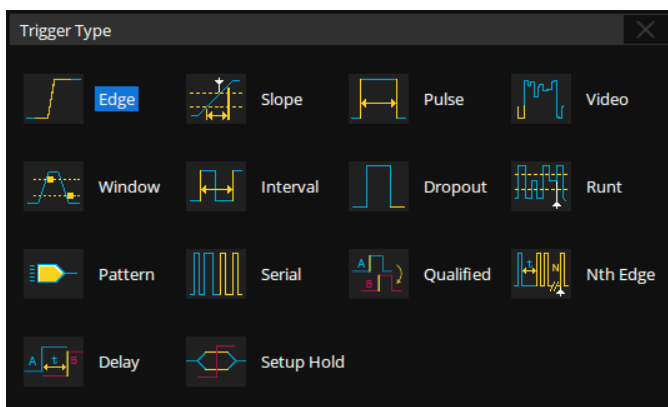 Trigger Type
Edge Slope Pulse Video
Window Interval Dropout Runt
Pattern Serial A B Qualified t N Nth Edge
A t B Delay Setup Hold